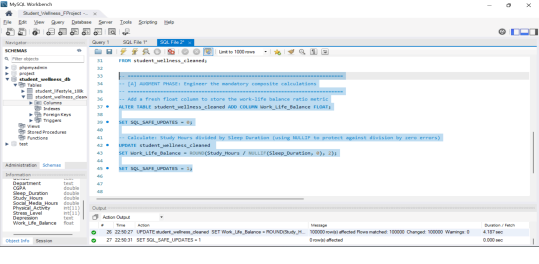 MySQL Workbench
Student_Wellness_FProject -...
File Edit View Query Database Server Tools Scripting Help
Navigator
SCHEMAS
Filter objects
phpmyadmin
project
student_wellness_db
Tables
student_lifestyle_100k
student_wellness_clean
Columns
Indexes
Foreign Keys
Triggers
Views
Stored Procedures
Functions
test
Administration Schemas
Information
Department text
CGPA double
Sleep_Duration double
Study_Hours double
Social_Media_Hours double
Physical_Activity int(11)
Stress_Level int(11)
Depression text
Work_Life_Balance float
Object Info Session
Query 1 SQL File 1* SQL File 2*
Limit to 1000 rows
31 FROM student_wellness_cleaned;
32
33 -- ==================================================================
34 -- [A] AUGMENT PHASE: Engineer the mandatory composite calculations
35 -- ==================================================================
36 -- Add a fresh float column to store the work-life balance ratio metric
37 ALTER TABLE student_wellness_cleaned ADD COLUMN Work_Life_Balance FLOAT;
38
39 SET SQL_SAFE_UPDATES = 0;
40
41 -- Calculate: Study Hours divided by Sleep Duration (using NULLIF to protect against division by zero errors)
42 UPDATE student_wellness_cleaned
43 SET Work_Life_Balance = ROUND(Study_Hours / NULLIF(Sleep_Duration, 0), 2);
44
45 SET SQL_SAFE_UPDATES = 1;
46
47
48
Output
Action Output
# Time Action Message Duration / Fetch
26 22:50:27 UPDATE student_wellness_cleaned SET Work_Life_Balance = ROUND(Study_H... 100000 row(s) affected Rows matched: 100000 Changed: 100000 Warnings: 0 4.187 sec
27 22:50:31 SET SQL_SAFE_UPDATES = 1 0 row(s) affected 0.000 sec